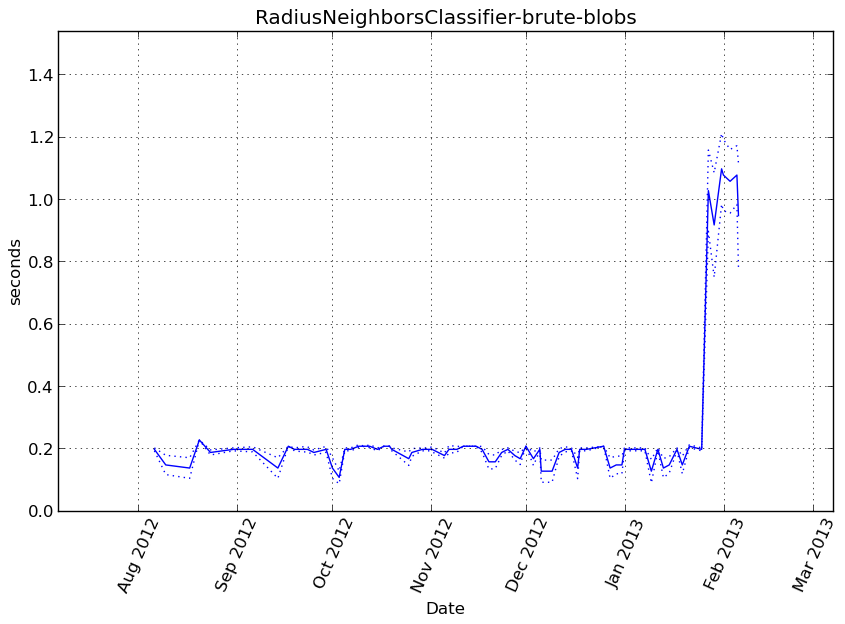 RadiusNeighborsClassifier-brute-blobs
1.4
1.2
1.0
0.8
0.6
0.4
0.2
0.0
seconds
Aug 2012
Sep 2012
Oct 2012
Nov 2012
Dec 2012
Jan 2013
Feb 2013
Mar 2013
Date